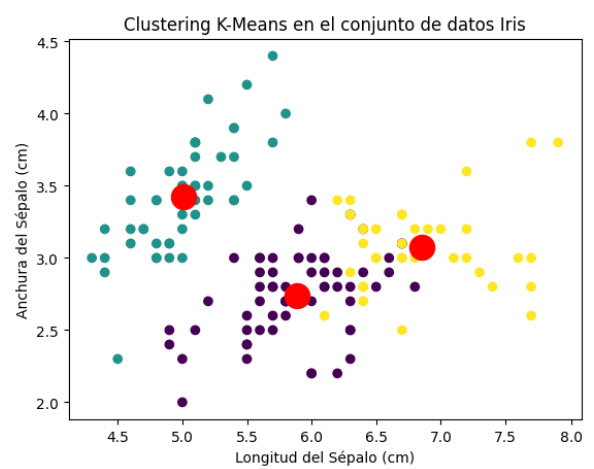 Clustering K-Means en el conjunto de datos Iris
4.5
4.0
3.5
3.0
2.5
2.0
Anchura del Sépalo (cm)
4.5 5.0 5.5 6.0 6.5 7.0 7.5 8.0
Longitud del Sépalo (cm)